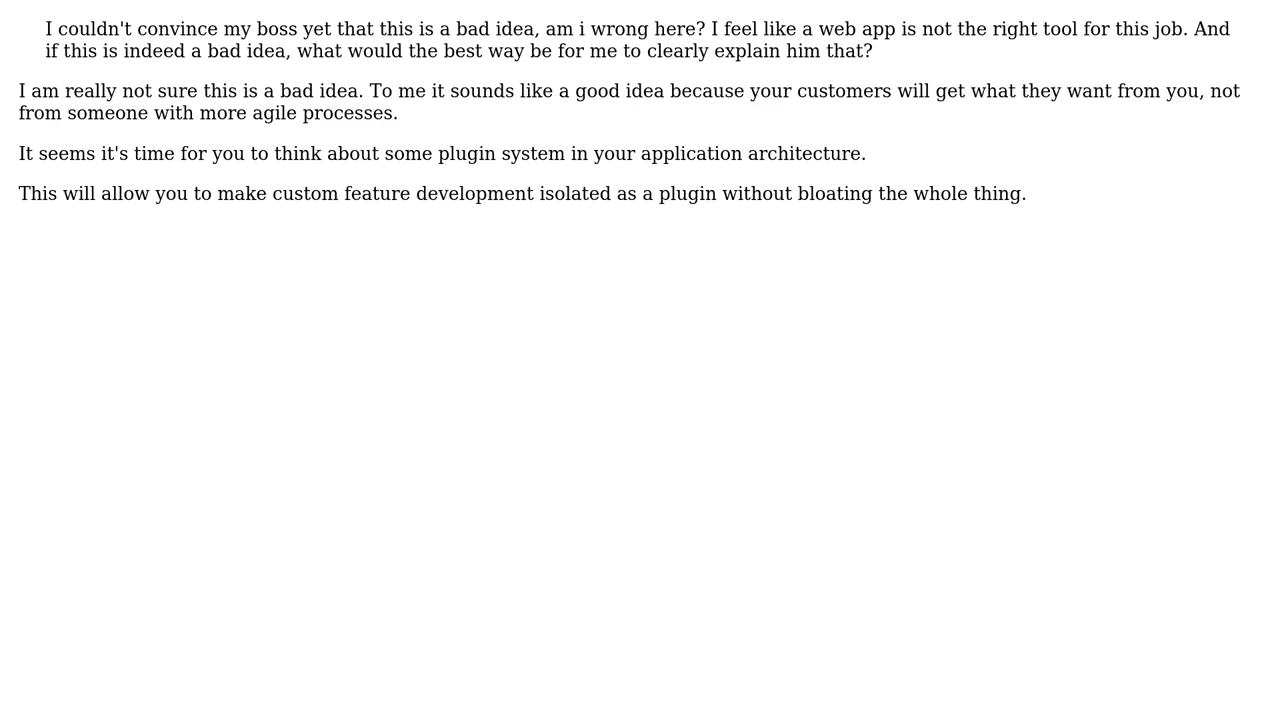 I couldn't convince my boss yet that this is a bad idea, am i wrong here? I feel like a web app is not the right tool for this job. And
if this is indeed a bad idea, what would the best way be for me to clearly explain him that?
I am really not sure this is a bad idea. To me it sounds like a good idea because your customers will get what they want from you, not
from someone with more agile processes.
It seems it's time for you to think about some plugin system in your application architecture.
This will allow you to make custom feature development isolated as a plugin without bloating the whole thing.